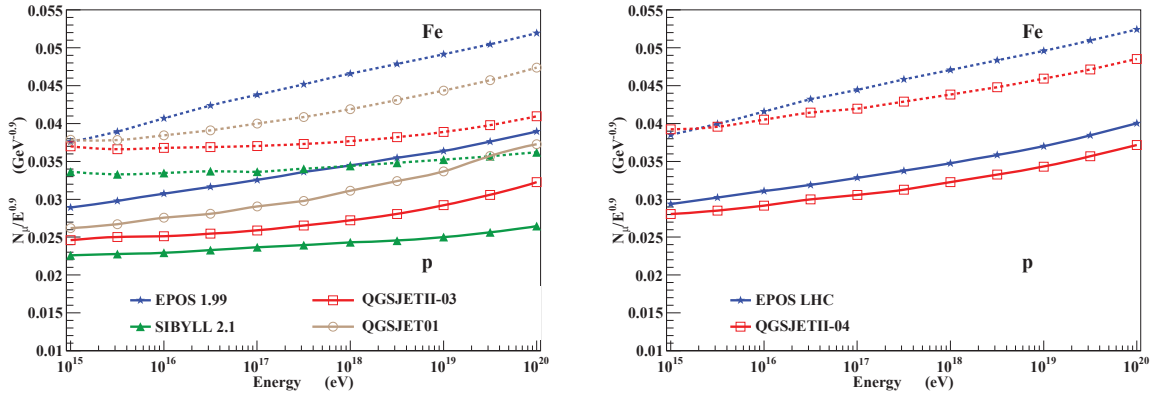 N_μ/E^0.9 (GeV^-0.9)
0.055
0.05
0.045
0.04
0.035
0.03
0.025
0.02
0.015
0.01
Fe
p
EPOS 1.99
QGSJETII-03
SIBYLL 2.1
QGSJET01
10^15 10^16 10^17 10^18 10^19 10^20
Energy (eV)
N_μ/E^0.9 (GeV^-0.9)
0.055
0.05
0.045
0.04
0.035
0.03
0.025
0.02
0.015
0.01
Fe
p
EPOS LHC
QGSJETII-04
10^15 10^16 10^17 10^18 10^19 10^20
Energy (eV)